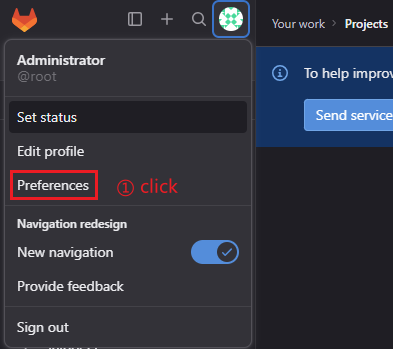 Your work > Projects
Administrator
@root
To help improv
Set status
Send service
Edit profile
Preferences
① click
Navigation redesign
New navigation
Provide feedback
Sign out